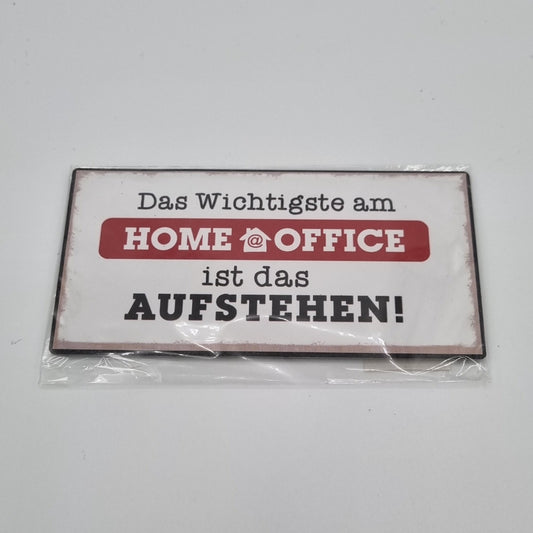 Das Wichtigste am
HOME @ OFFICE
ist das
AUFSTEHEN!